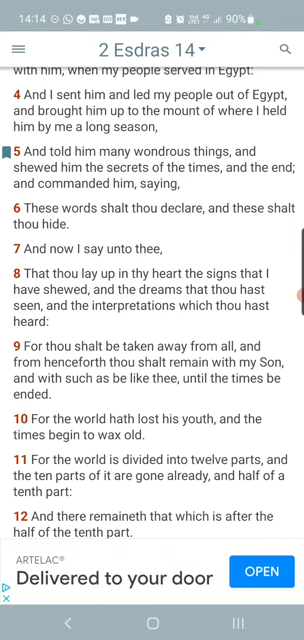 14:14
90%
2 Esdras 14
with him, when my people served in Egypt:
4 And I sent him and led my people out of Egypt,
and brought him up to the mount of where I held
him by me a long season,
5 And told him many wondrous things, and
shewed him the secrets of the times, and the end;
and commanded him, saying,
6 These words shalt thou declare, and these shalt
thou hide.
7 And now I say unto thee,
8 That thou lay up in thy heart the signs that I
have shewed, and the dreams that thou hast
seen, and the interpretations which thou hast
heard:
9 For thou shalt be taken away from all, and
from henceforth thou shalt remain with my Son,
and with such as be like thee, until the times be
ended.
10 For the world hath lost his youth, and the
times begin to wax old.
11 For the world is divided into twelve parts, and
the ten parts of it are gone already, and half of a
tenth part:
12 And there remaineth that which is after the
half of the tenth part.
ARTELAC®
Delivered to your door
OPEN